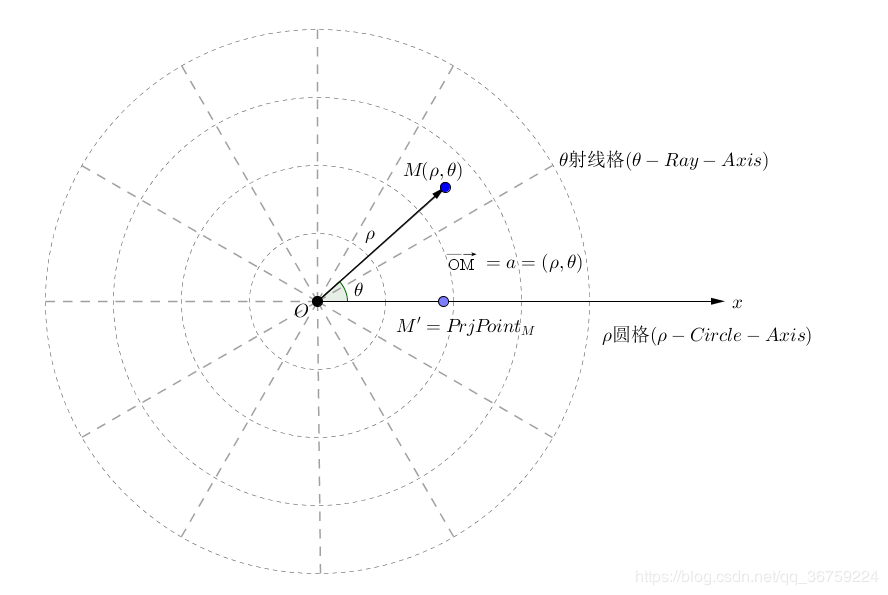 θ射线格(θ − Ray − Axis)
M(ρ, θ)
ρ
OM = a = (ρ, θ)
θ
O
x
M′ = PrjPoint_M
ρ圆格(ρ − Circle − Axis)
https://blog.csdn.net/qq_36759224